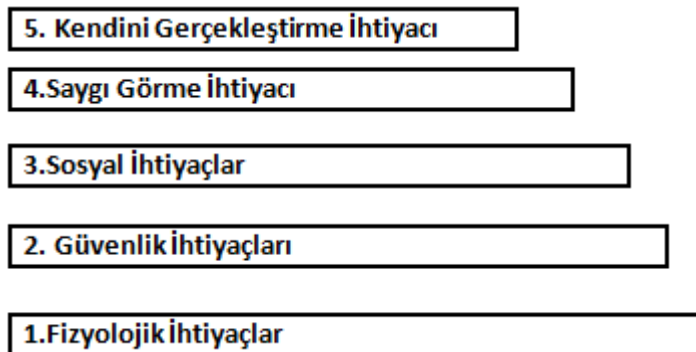 5. Kendini Gerçekleştirme İhtiyacı
4.Saygı Görme İhtiyacı
3.Sosyal İhtiyaçlar
2. Güvenlik İhtiyaçları
1.Fizyolojik İhtiyaçlar